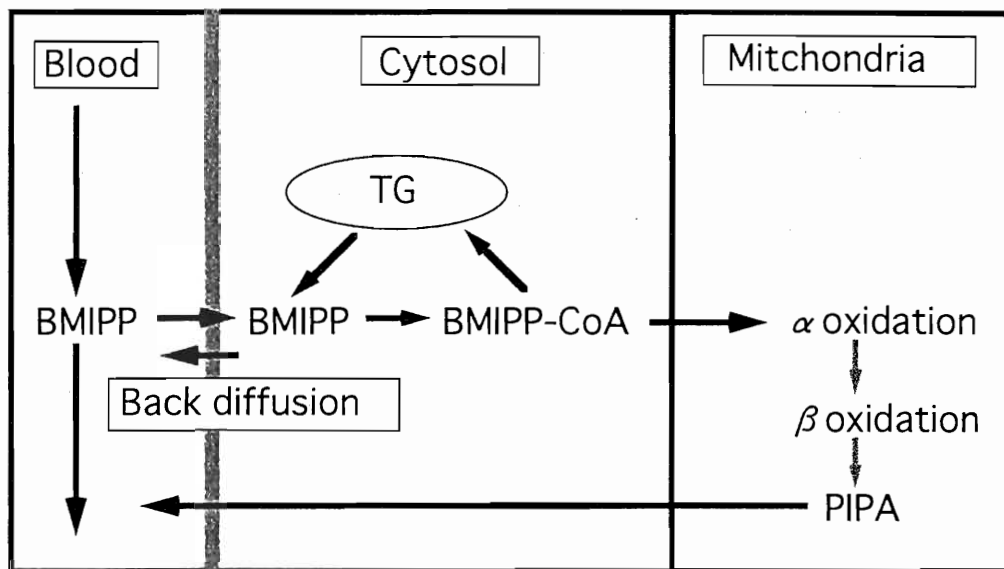 Blood
Cytosol
Mitchondria
TG
BMIPP
BMIPP
BMIPP-CoA
α oxidation
Back diffusion
β oxidation
PIPA